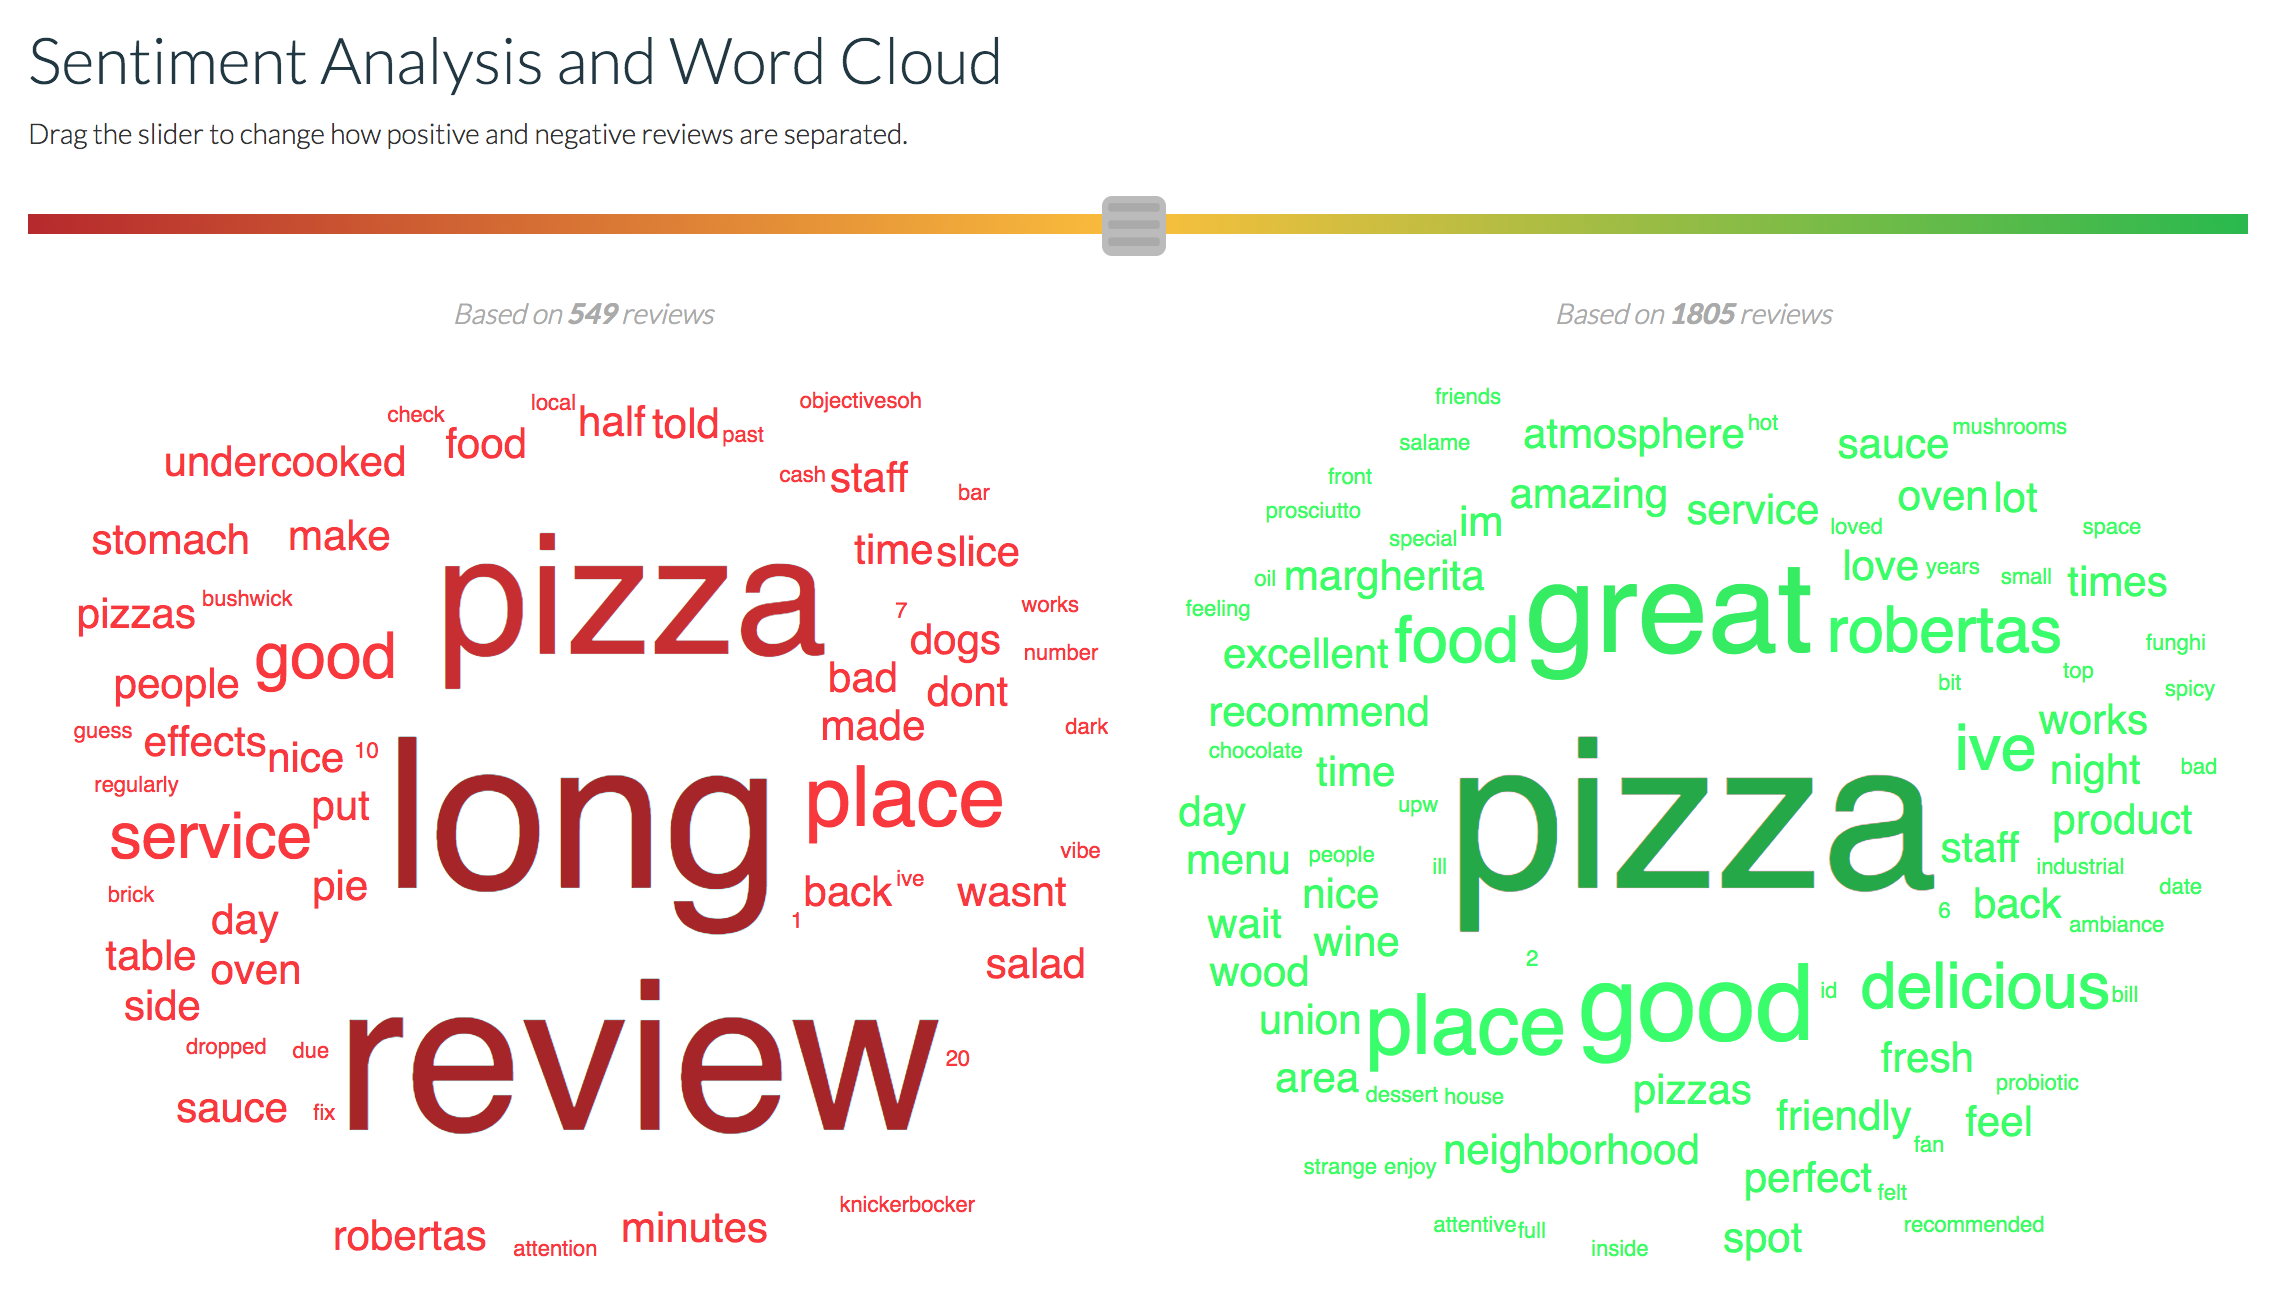 Sentiment Analysis and Word Cloud
Drag the slider to change how positive and negative reviews are separated.
Based on 549 reviews
check
local
half
told
past
objectivesoh
undercooked
food
cash
staff
bar
stomach
make
pizza
time
slice
pizzas
bushwick
7
works
good
dogs
number
people
bad
dont
made
dark
guess
effects
nice
10
long
place
regularly
put
service
vibe
brick
pie
back
ive
wasnt
1
day
table
oven
salad
side
dropped
due
review
20
sauce
fix
knickerbocker
robertas
attention
minutes
Based on 1805 reviews
friends
salame
atmosphere
hot
sauce
mushrooms
front
amazing
service
oven
lot
prosciutto
special
im
loved
space
oil
margherita
love
years
small
times
feeling
great
excellent
food
robertas
funghi
top
bit
spicy
recommend
works
chocolate
ive
time
night
bad
day
upw
pizza
product
menu
people
ill
staff
industrial
date
nice
6
back
ambiance
wait
wine
2
wood
id
delicious
bill
union
place
good
area
dessert
house
pizzas
fresh
probiotic
friendly
feel
fan
strange
enjoy
neighborhood
perfect
felt
attentive
full
inside
spot
recommended